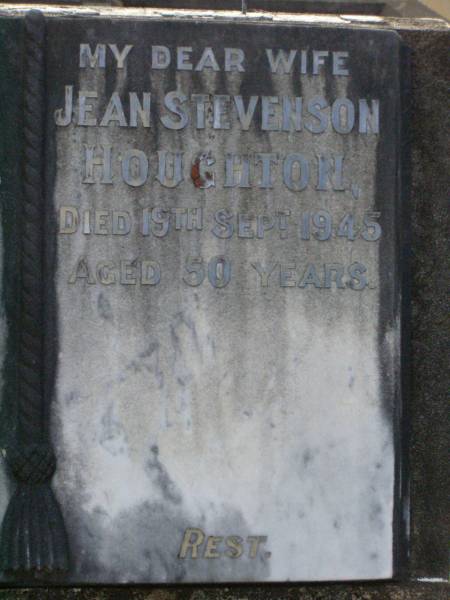 MY DEAR WIFE
JEAN STEVENSON
HOUGHTON,
DIED 19TH SEPT 1945
AGED 50 YEARS.
REST.